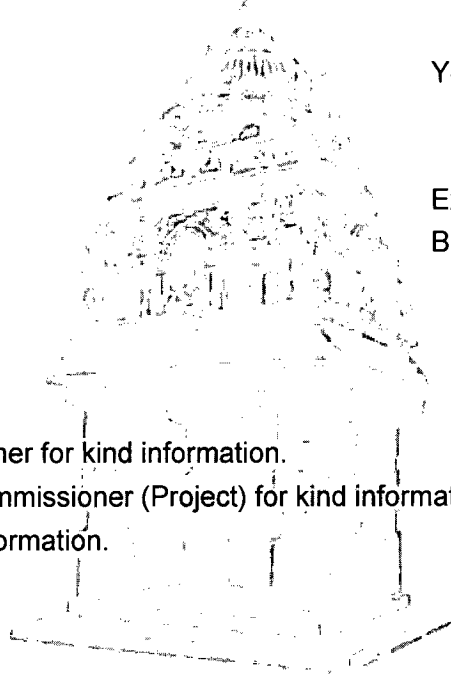 Y
E
B
ner for kind information.
mmissioner (Project) for kind informat
ormation.